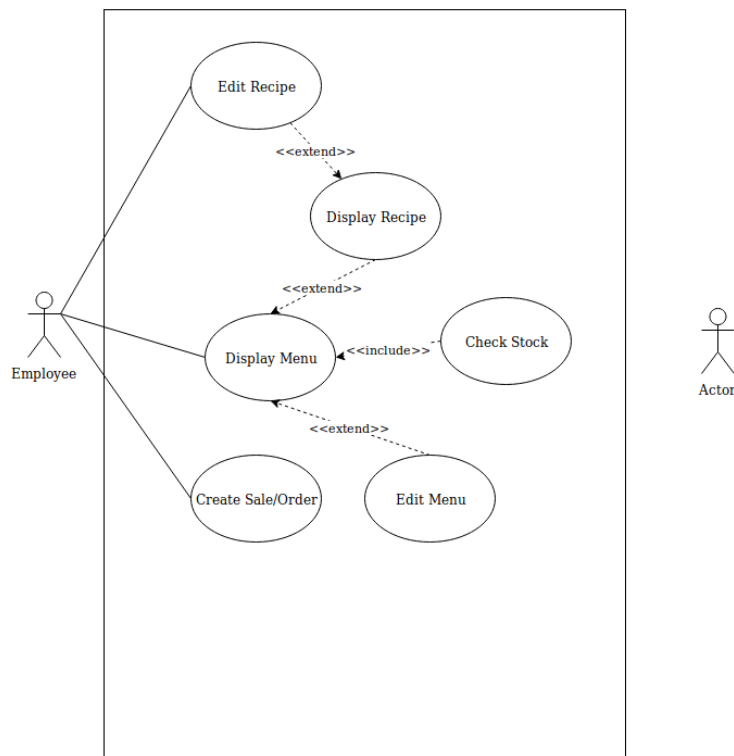 Edit Recipe
<<extend>>
Display Recipe
<<extend>>
Display Menu
<<include>>
Check Stock
Employee
Actor
<<extend>>
Create Sale/Order
Edit Menu